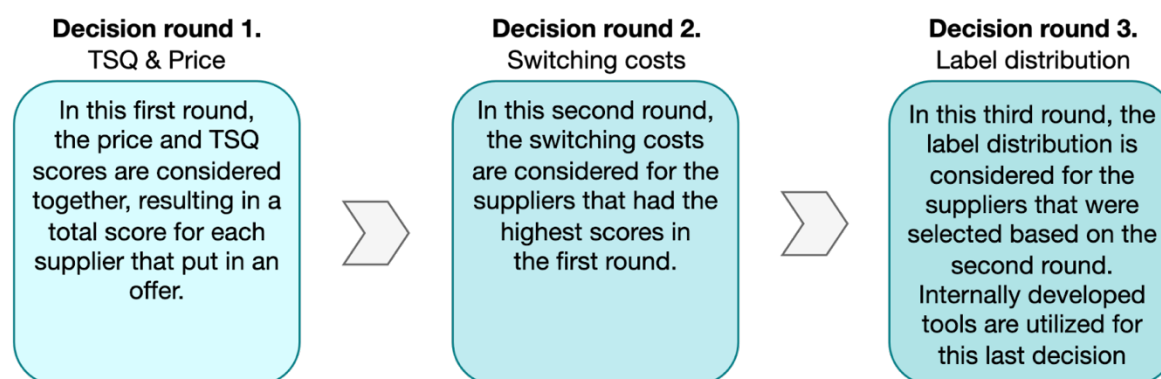 Decision round 1.
TSQ & Price
In this first round,
the price and TSQ
scores are considered
together, resulting in a
total score for each
supplier that put in an
offer.
Decision round 2.
Switching costs
In this second round,
the switching costs
are considered for the
suppliers that had the
highest scores in
the first round.
Decision round 3.
Label distribution
In this third round, the
label distribution is
considered for the
suppliers that were
selected based on the
second round.
Internally developed
tools are utilized for
this last decision